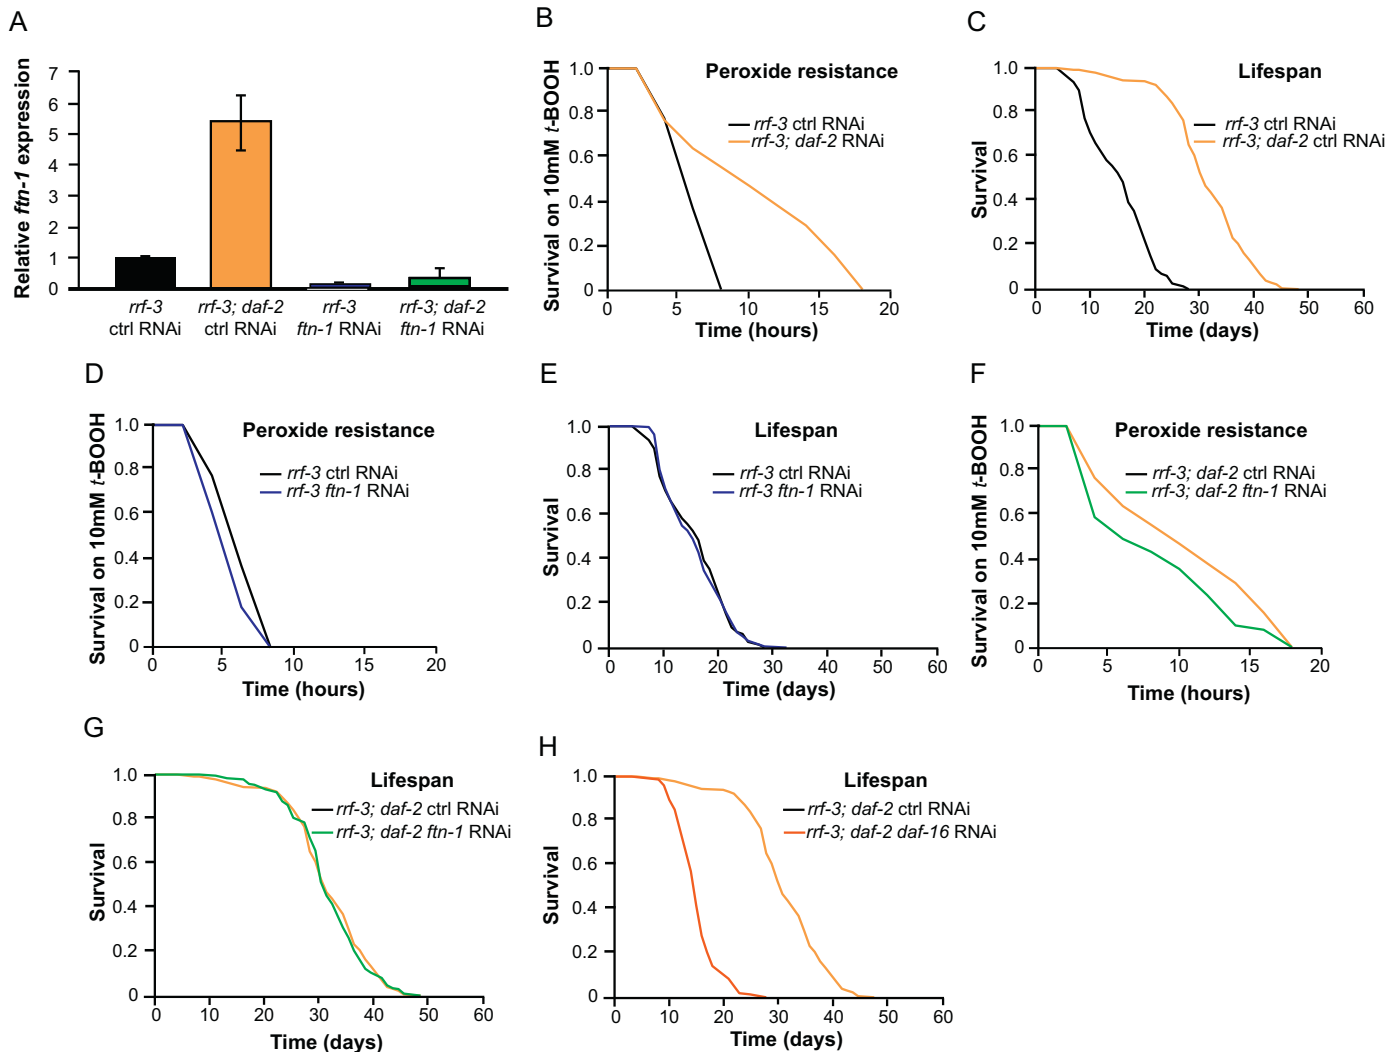 A
Relative ftn-1 expression
7
6
5
4
3
2
1
0
rrf-3
ctrl RNAi
rrf-3; daf-2
ctrl RNAi
rrf-3
ftn-1 RNAi
rrf-3; daf-2
ftn-1 RNAi
B
Survival on 10mM t-BOOH
1.0
0.8
0.6
0.4
0.2
0
Peroxide resistance
rrf-3 ctrl RNAi
rrf-3; daf-2 RNAi
0 5 10 15 20
Time (hours)
C
Survival
1.0
0.8
0.6
0.4
0.2
0
Lifespan
rrf-3 ctrl RNAi
rrf-3; daf-2 ctrl RNAi
0 10 20 30 40 50 60
Time (days)
D
Survival on 10mM t-BOOH
1.0
0.8
0.6
0.4
0.2
0
Peroxide resistance
rrf-3 ctrl RNAi
rrf-3 ftn-1 RNAi
0 5 10 15 20
Time (hours)
E
Survival
1.0
0.8
0.6
0.4
0.2
0
Lifespan
rrf-3 ctrl RNAi
rrf-3 ftn-1 RNAi
0 10 20 30 40 50 60
Time (days)
F
Survival on 10mM t-BOOH
1.0
0.8
0.6
0.4
0.2
0
Peroxide resistance
rrf-3; daf-2 ctrl RNAi
rrf-3; daf-2 ftn-1 RNAi
0 5 10 15 20
Time (hours)
G
Survival
1.0
0.8
0.6
0.4
0.2
0
Lifespan
rrf-3; daf-2 ctrl RNAi
rrf-3; daf-2 ftn-1 RNAi
0 10 20 30 40 50 60
Time (days)
H
Survival
1.0
0.8
0.6
0.4
0.2
0
Lifespan
rrf-3; daf-2 ctrl RNAi
rrf-3; daf-2 daf-16 RNAi
0 10 20 30 40 50 60
Time (days)